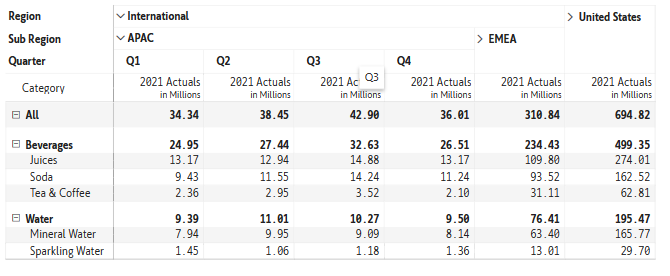 Region International United States
Sub Region APAC EMEA
Quarter Q1 Q2 Q3 Q4
Category 2021 Actuals 2021 Actuals 2021 Ac Q3 2021 Actuals 2021 Actuals 2021 Actuals
in Millions in Millions in Millions in Millions in Millions in Millions
All 34.34 38.45 42.90 36.01 310.84 694.82
Beverages 24.95 27.44 32.63 26.51 234.43 499.35
Juices 13.17 12.94 14.88 13.17 109.80 274.01
Soda 9.43 11.55 14.24 11.24 93.52 162.52
Tea & Coffee 2.36 2.95 3.52 2.10 31.11 62.81
Water 9.39 11.01 10.27 9.50 76.41 195.47
Mineral Water 7.94 9.95 9.09 8.14 63.40 165.77
Sparkling Water 1.45 1.06 1.18 1.36 13.01 29.70